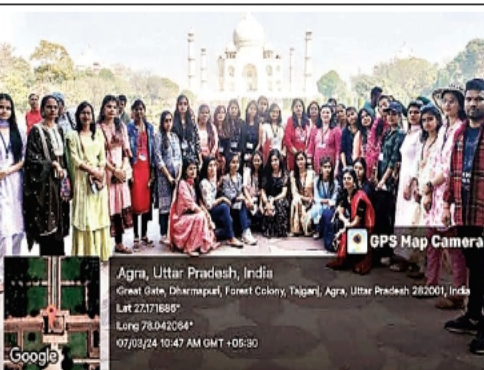 GPS Map Camera
Agra, Uttar Pradesh, India
Great Gate, Dharmapuri, Forest Colony, Tajganj, Agra, Uttar Pradesh 282001, India
Lat 27.171686°
Long 78.042064°
07/03/24 10:47 AM GMT +05:30
Google